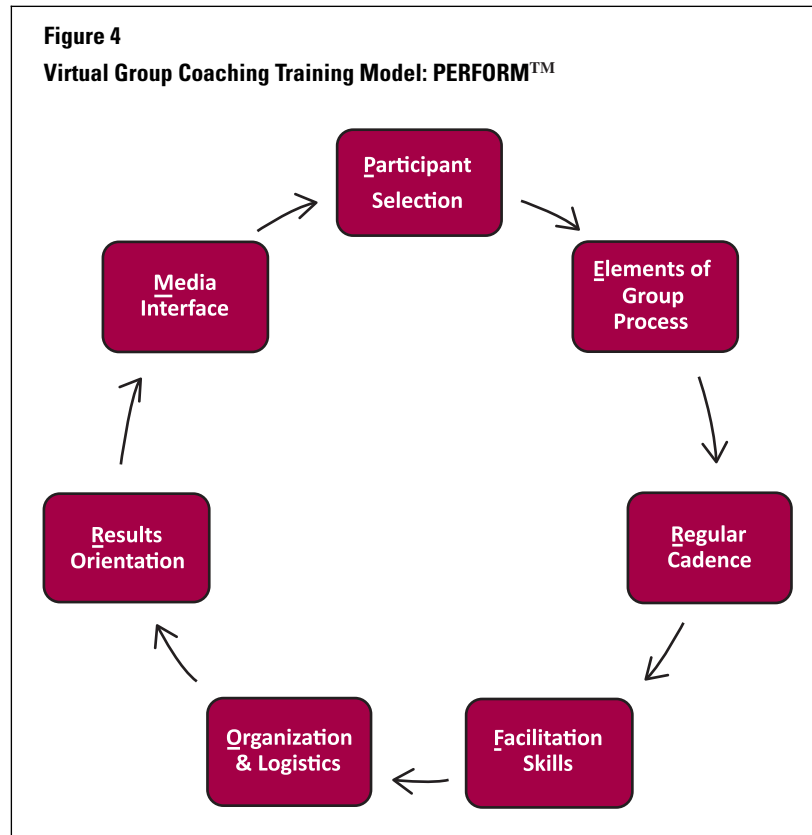 Figure 4
Virtual Group Coaching Training Model: PERFORM™
Participant
Selection
Elements of
Group
Process
Regular
Cadence
Facilitation
Skills
Organization
& Logistics
Results
Orientation
Media
Interface